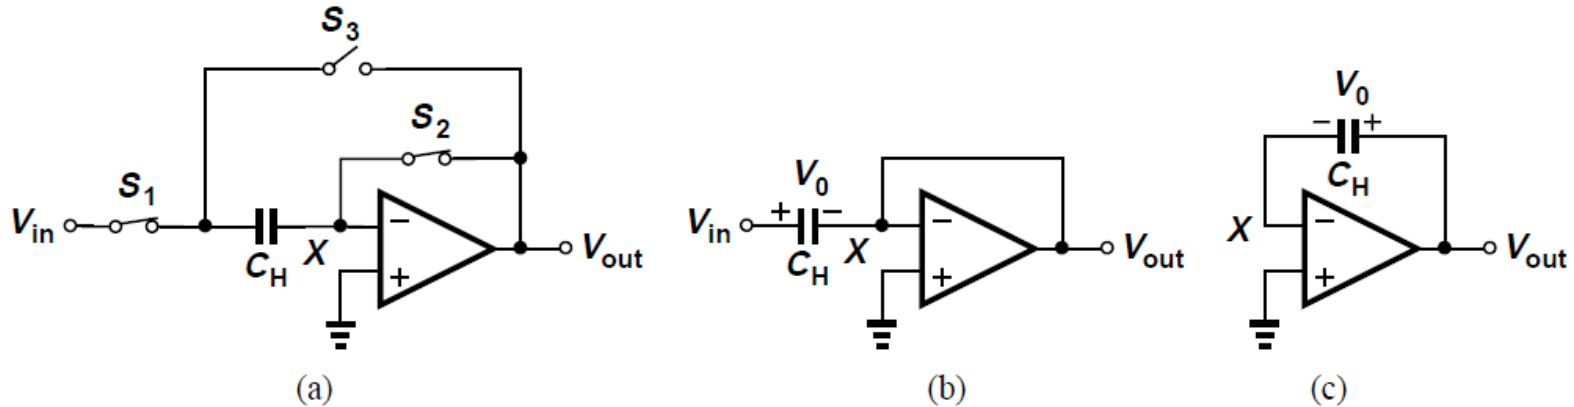 S3
S2
S1
Vin
CH
X
−
+
Vout
(a)
V0
+ −
Vin
CH
X
−
+
Vout
(b)
V0
− +
CH
X
−
+
Vout
(c)